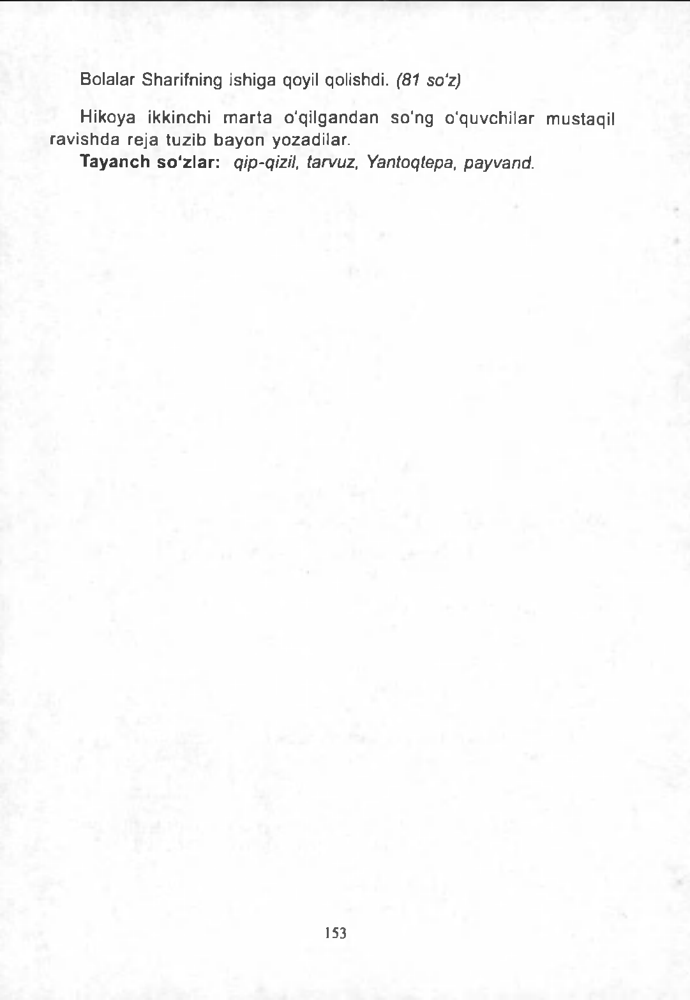 Bolalar Sharifning ishiga qoyil qolishdi. (81 so‘z)
Hikoya ikkinchi marta o‘qilgandan so‘ng o‘quvchilar mustaqil
ravishda reja tuzib bayon yozadilar.
Tayanch so‘zlar: qip-qizil, tarvuz, Yantoqtepa, payvand.
153